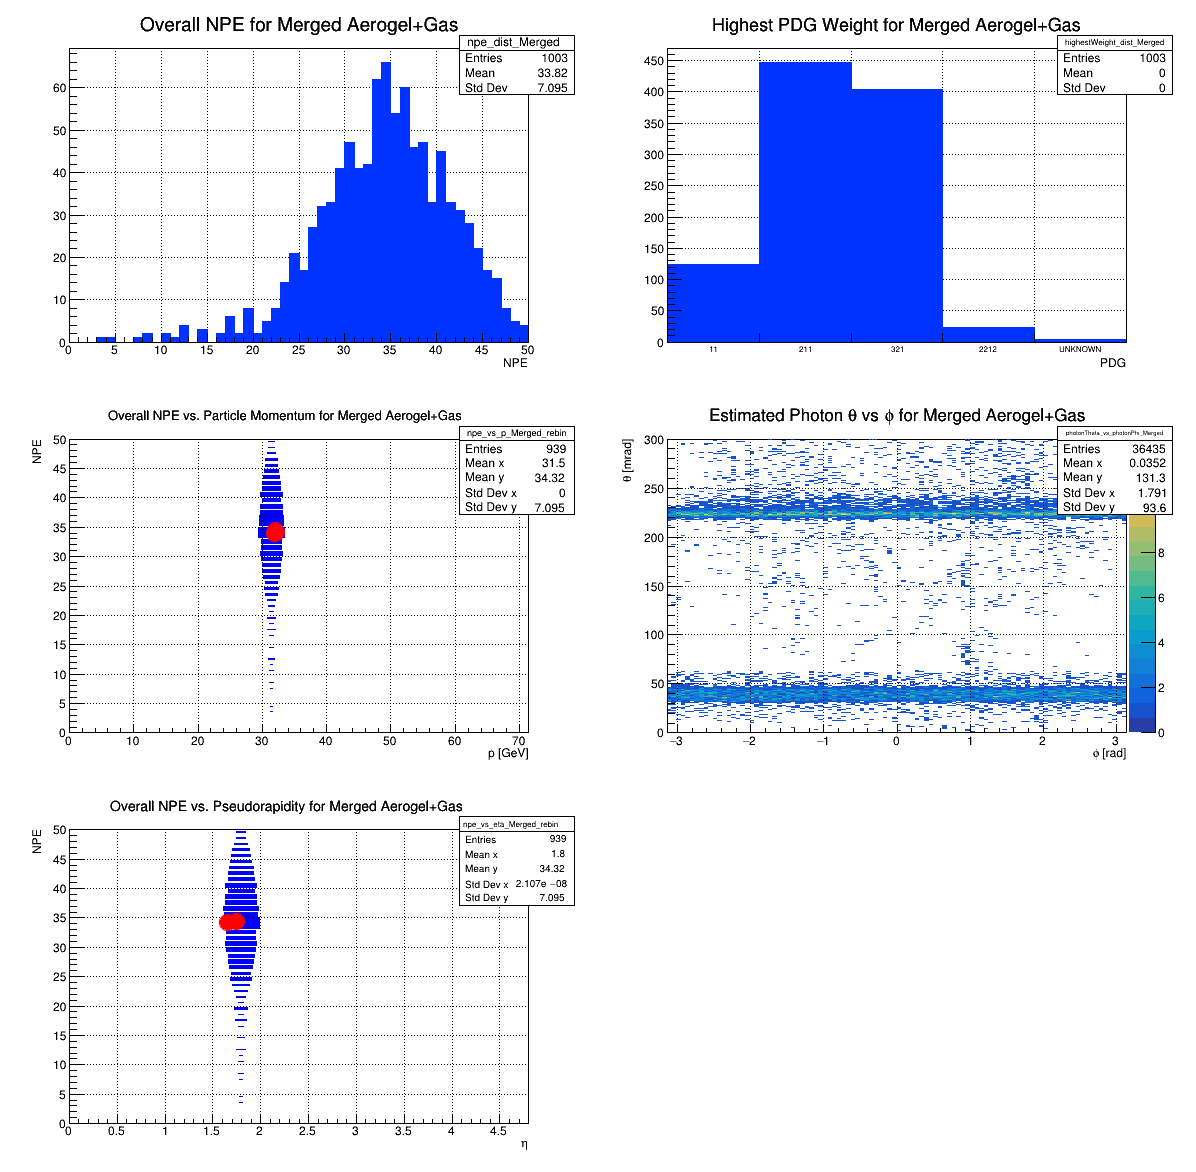 Overall NPE for Merged Aerogel+Gas
npe_dist_Merged
Entries 1003
Mean 33.82
Std Dev 7.095
60
50
40
30
20
10
0
0 5 10 15 20 25 30 35 40 45 50
NPE
Highest PDG Weight for Merged Aerogel+Gas
highestWeight_dist_Merged
Entries 1003
Mean 0
Std Dev 0
450
400
350
300
250
200
150
100
50
0
11 211 321 2212 UNKNOWN
PDG
Overall NPE vs. Particle Momentum for Merged Aerogel+Gas
npe_vs_p_Merged_rebin
Entries 939
Mean x 31.5
Mean y 34.32
Std Dev x 0
Std Dev y 7.095
NPE
50
45
40
35
30
25
20
15
10
5
0
0 10 20 30 40 50 60 70
p [GeV]
Estimated Photon θ vs ϕ for Merged Aerogel+Gas
photonTheta_vs_photonPhi_Merged
Entries 36435
Mean x 0.0352
Mean y 131.3
Std Dev x 1.791
Std Dev y 93.6
θ [mrad]
300
250
200
150
100
50
0
−3 −2 −1 0 1 2 3
ϕ [rad]
8
6
4
2
0
Overall NPE vs. Pseudorapidity for Merged Aerogel+Gas
npe_vs_eta_Merged_rebin
Entries 939
Mean x 1.8
Mean y 34.32
Std Dev x 2.107e −08
Std Dev y 7.095
NPE
50
45
40
35
30
25
20
15
10
5
0
0 0.5 1 1.5 2 2.5 3 3.5 4 4.5
η